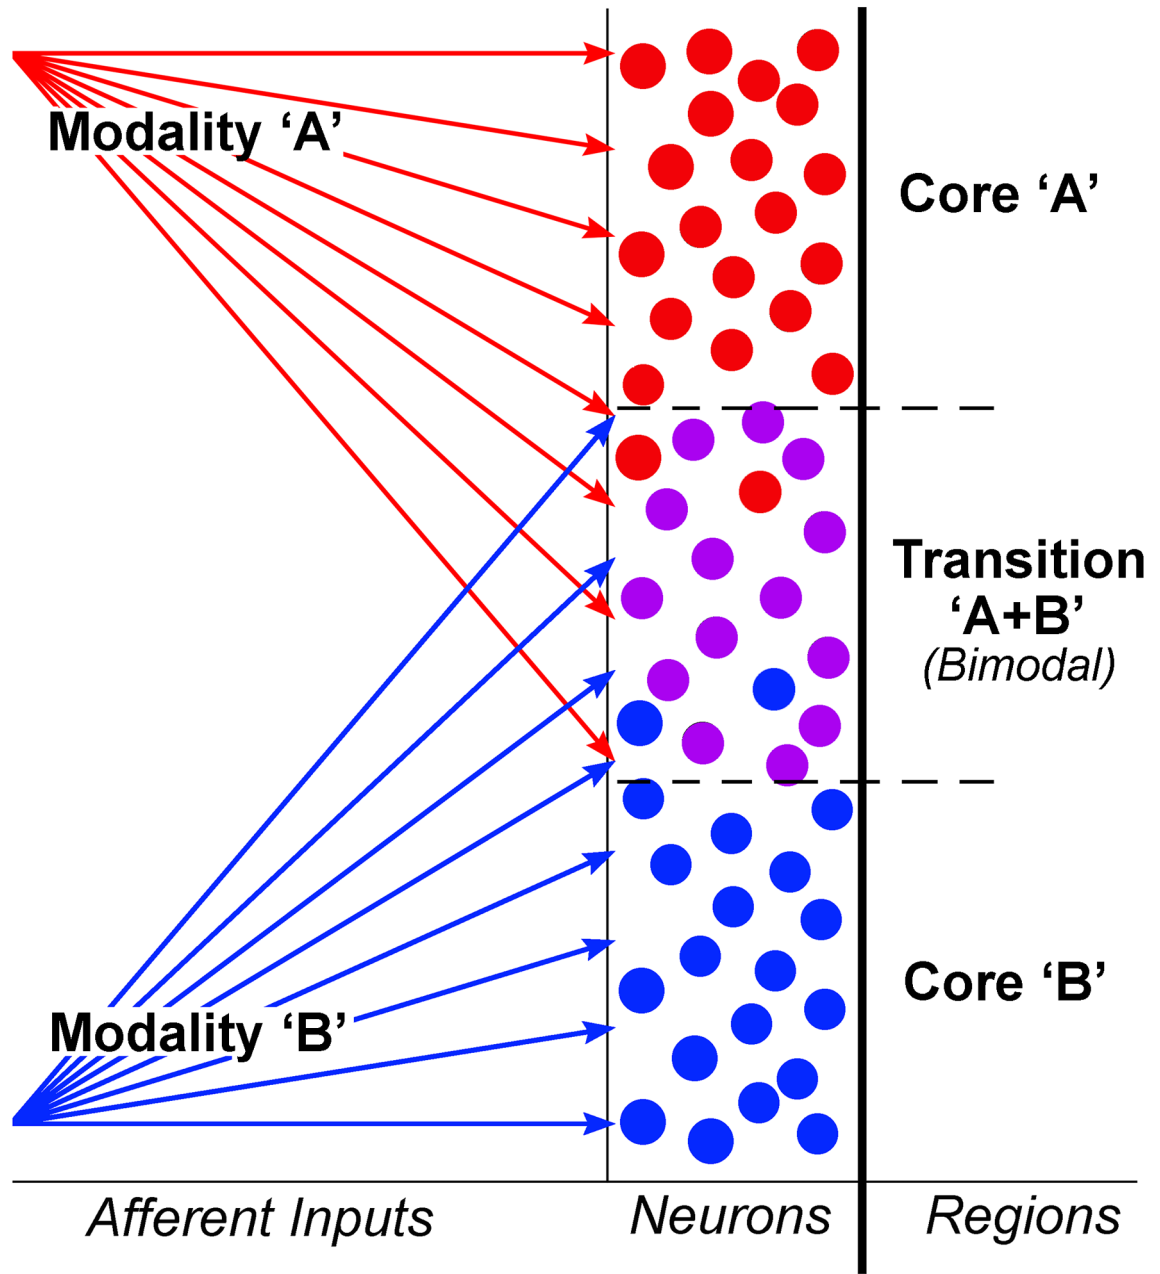 Modality ‘A’
Core ‘A’
Transition
‘A+B’
(Bimodal)
Core ‘B’
Modality ‘B’
Afferent Inputs
Neurons
Regions